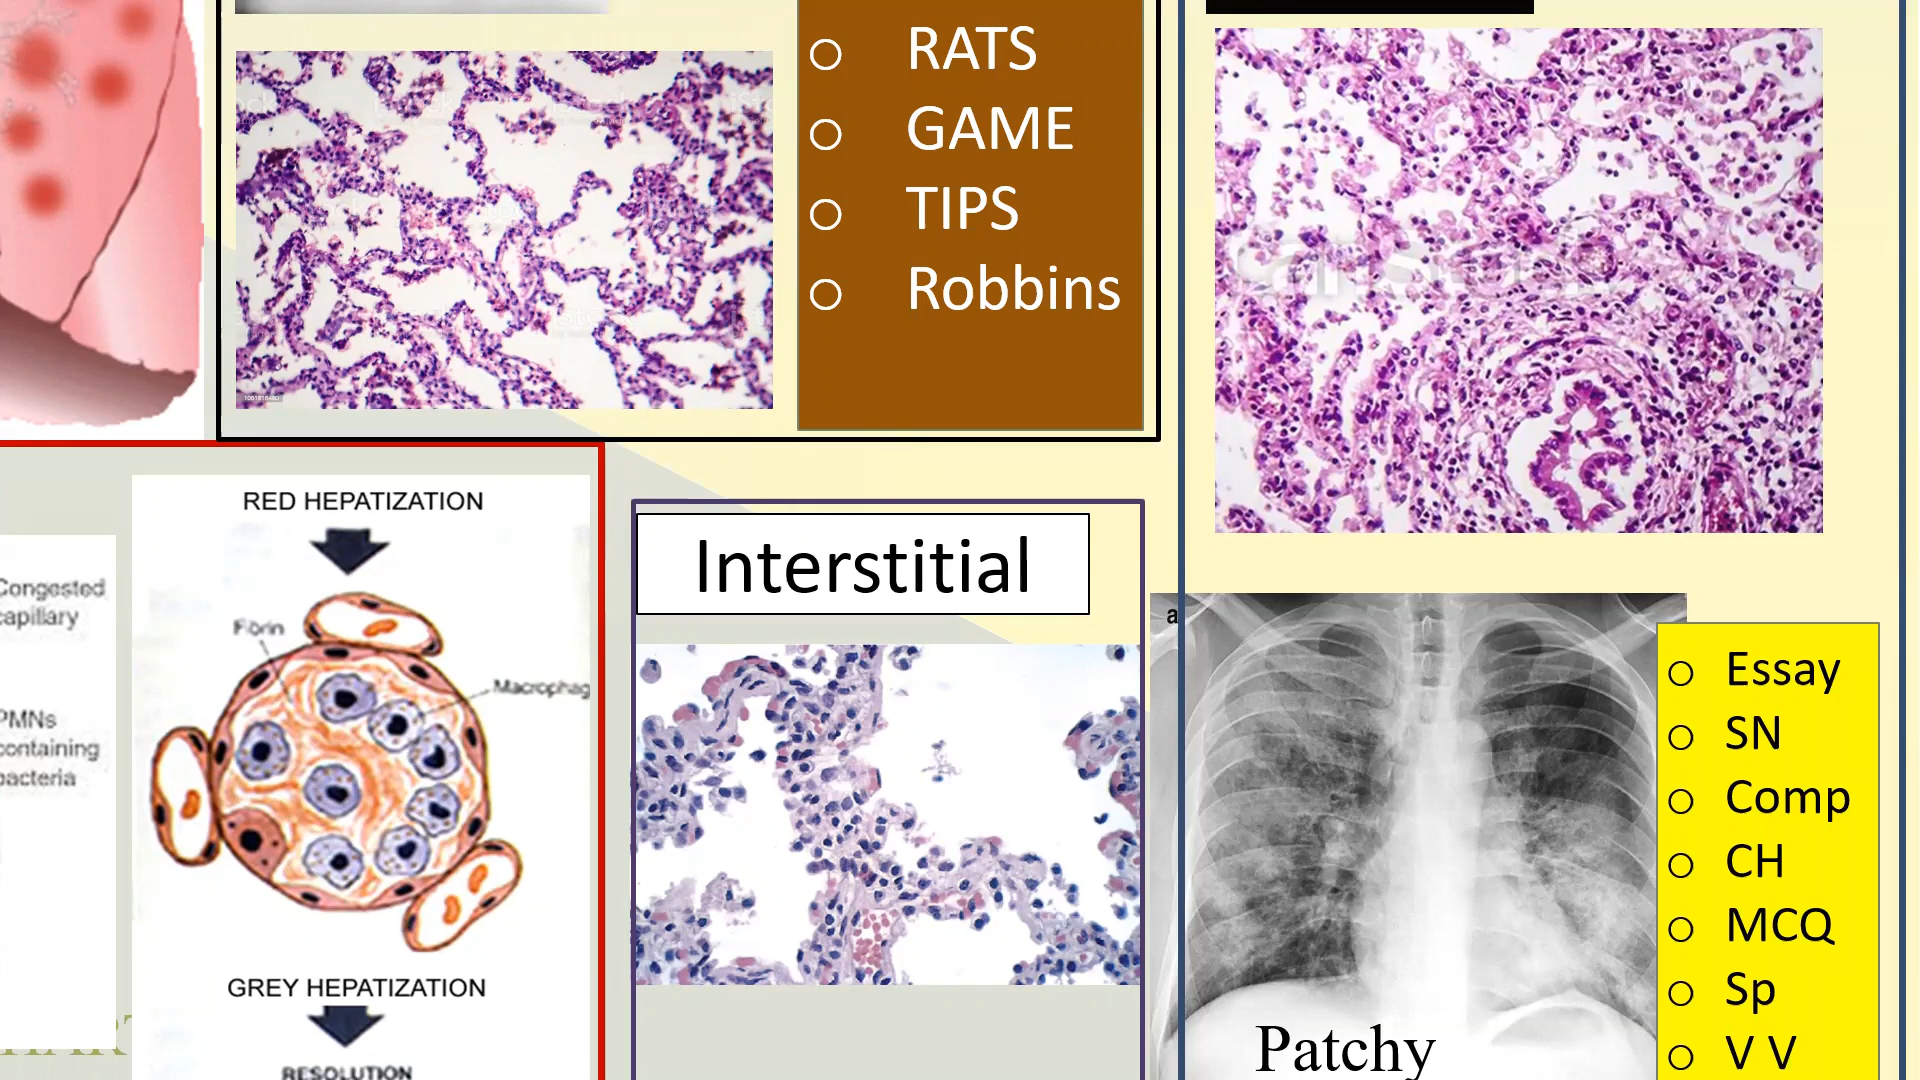 RATS
GAME
TIPS
Robbins
RED HEPATIZATION
Congested
capillary
Fibrin
Macrophag
PMNs
containing
bacteria
GREY HEPATIZATION
RESOLUTION
Interstitial
a
Patchy
Essay
SN
Comp
CH
MCQ
Sp
V V